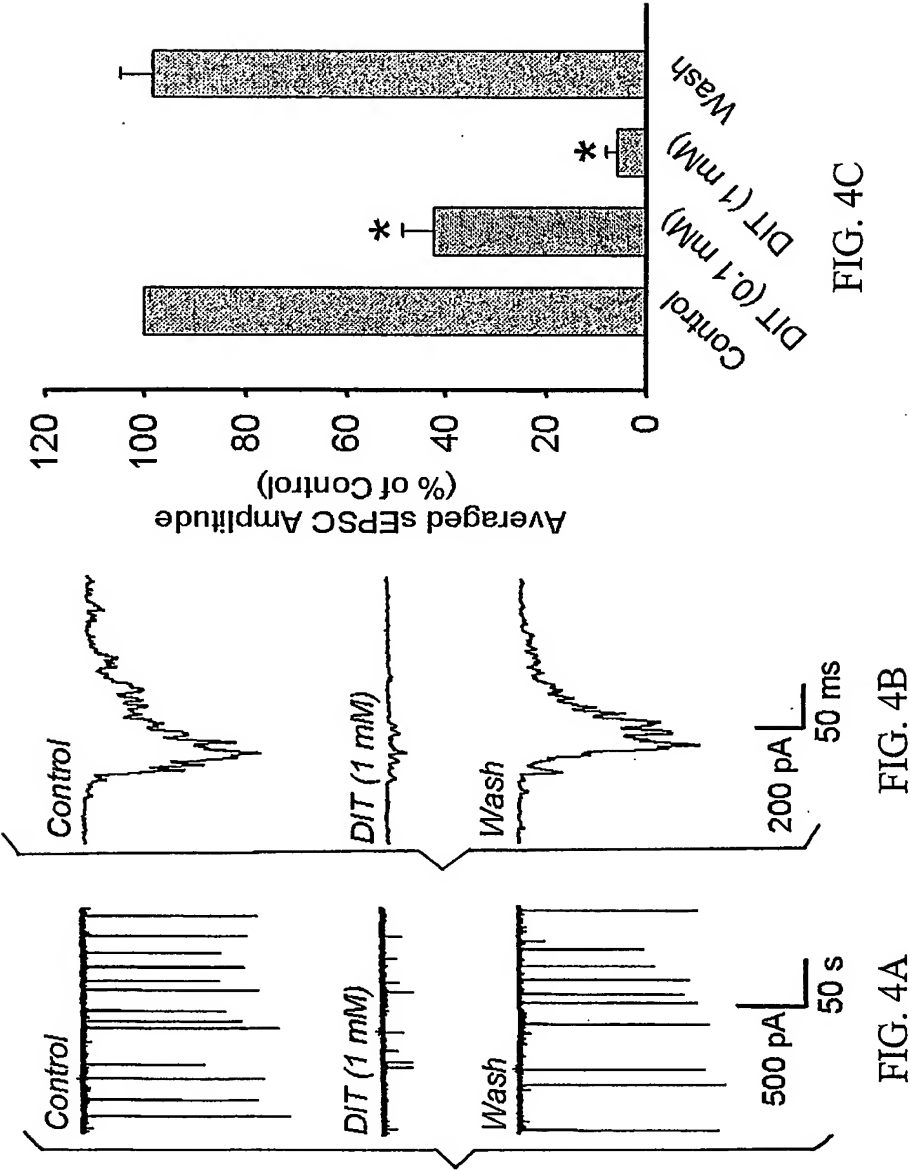 Control
DIT (1 mM)
Wash
500 pA
50 s
FIG. 4A
Control
DIT (1 mM)
Wash
200 pA
50 ms
FIG. 4B
Averaged sEPSC Amplitude
(% of Control)
120
100
80
60
40
20
0
Control
DIT (0.1 mM)
*
DIT (1 mM)
*
Wash
FIG. 4C